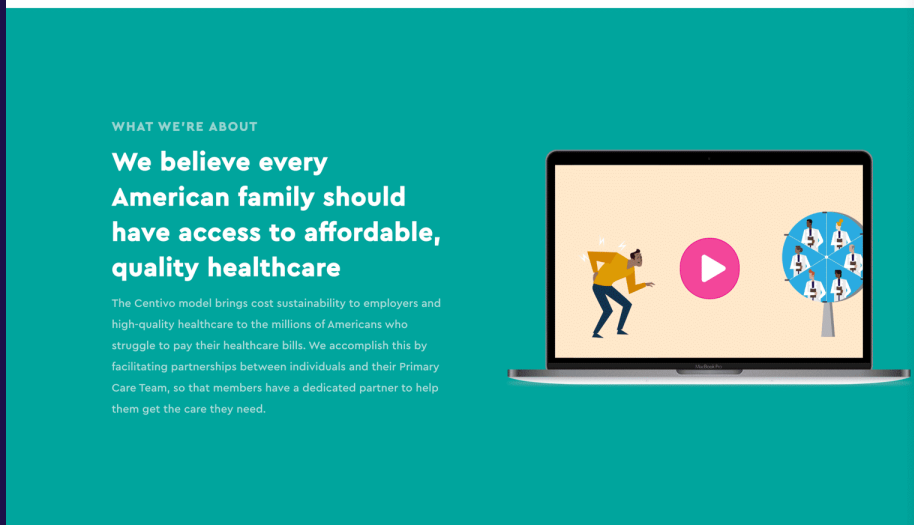 WHAT WE'RE ABOUT
We believe every
American family should
have access to affordable,
quality healthcare
The Centivo model brings cost sustainability to employers and
high-quality healthcare to the millions of Americans who
struggle to pay their healthcare bills. We accomplish this by
facilitating partnerships between individuals and their Primary
Care Team, so that members have a dedicated partner to help
them get the care they need.
MacBook Pro